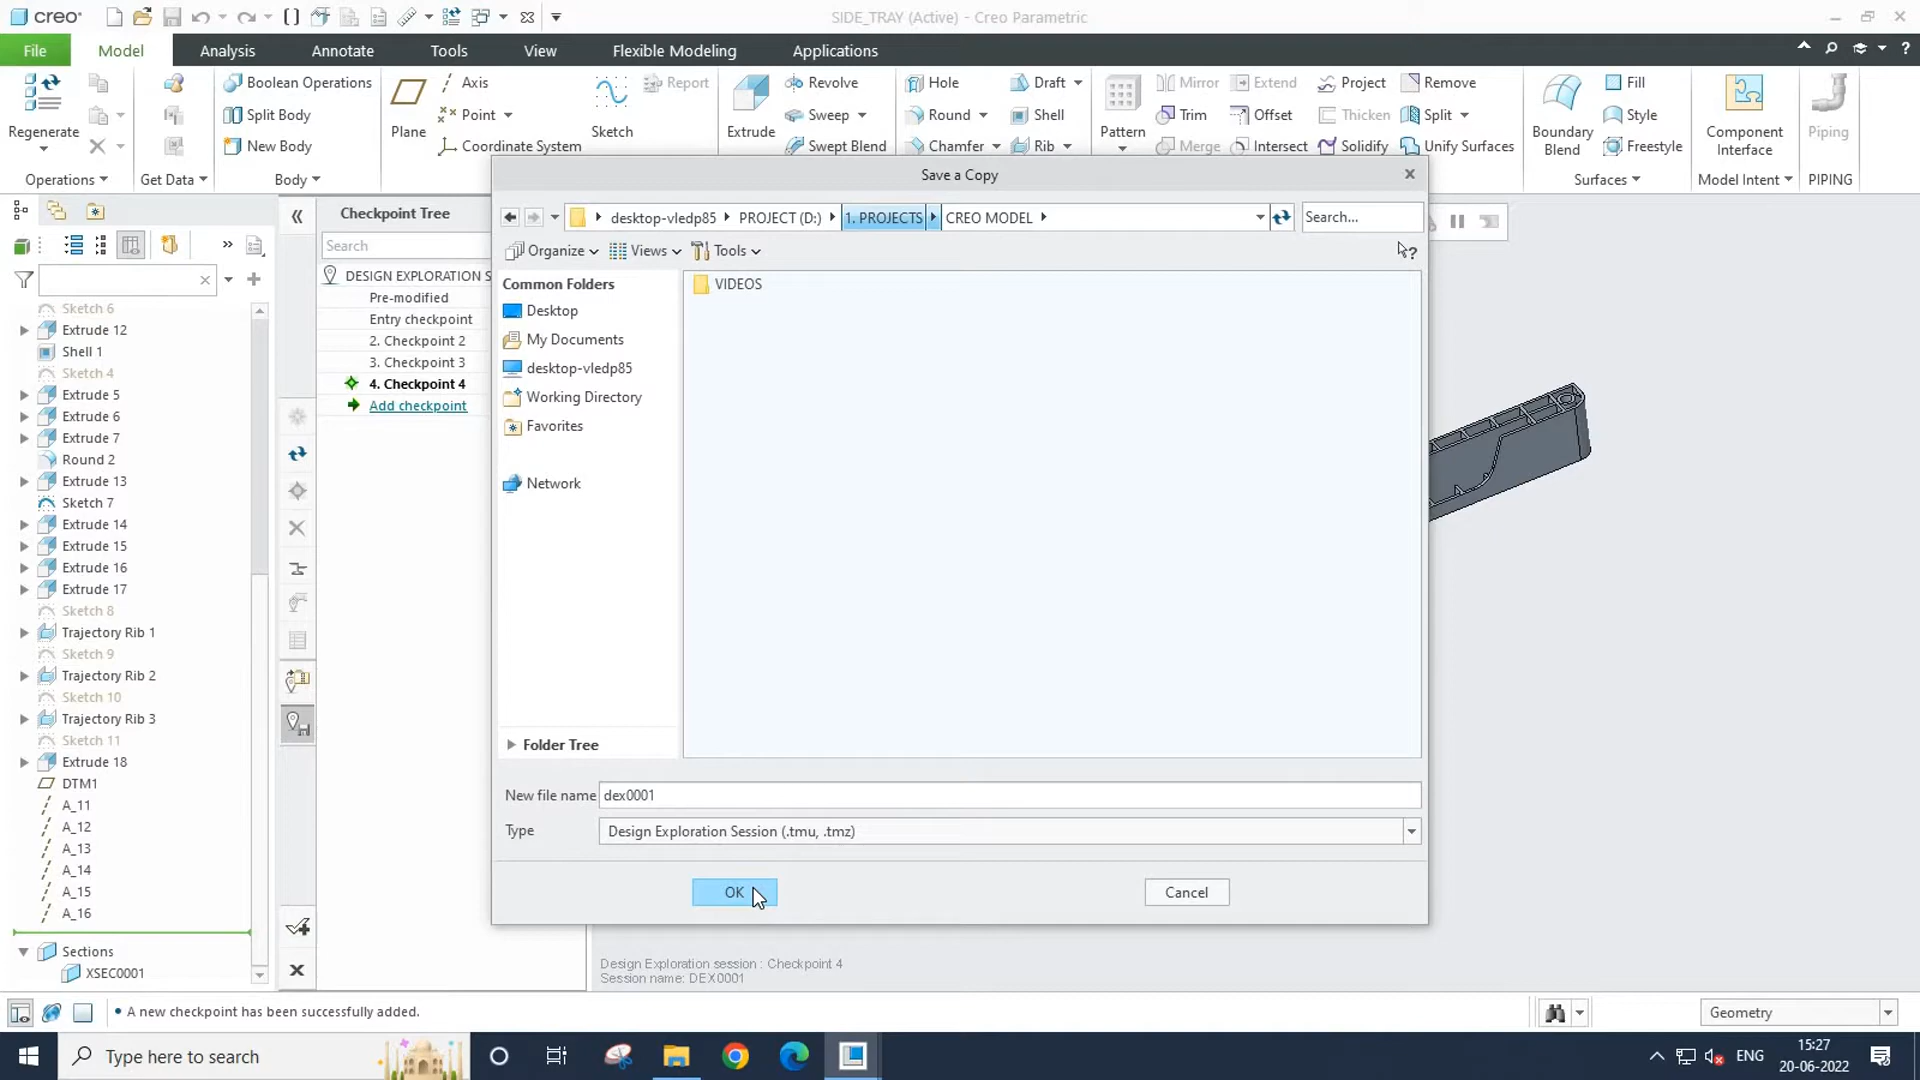 creo
SIDE_TRAY (Active) - Creo Parametric
File Model Analysis Annotate Tools View Flexible Modeling Applications
Regenerate
Operations
Get Data
Boolean Operations
Split Body
New Body
Body
Plane
Axis
Point
Coordinate System
Sketch
Report
Extrude
Revolve
Sweep
Swept Blend
Hole
Round
Chamfer
Draft
Shell
Rib
Pattern
Mirror
Trim
Merge
Extend
Offset
Intersect
Project
Thicken
Solidify
Remove
Split
Unify Surfaces
Boundary
Blend
Fill
Style
Freestyle
Surfaces
Component
Interface
Model Intent
Piping
PIPING
Sketch 6
Extrude 12
Shell 1
Sketch 4
Extrude 5
Extrude 6
Extrude 7
Round 2
Extrude 13
Sketch 7
Extrude 14
Extrude 15
Extrude 16
Extrude 17
Sketch 8
Trajectory Rib 1
Sketch 9
Trajectory Rib 2
Sketch 10
Trajectory Rib 3
Sketch 11
Extrude 18
DTM1
A_11
A_12
A_13
A_14
A_15
A_16
Sections
XSEC0001
Checkpoint Tree
Search
DESIGN EXPLORATION S
Pre-modified
Entry checkpoint
2. Checkpoint 2
3. Checkpoint 3
4. Checkpoint 4
Add checkpoint
Save a Copy
desktop-vledp85 PROJECT (D:) 1. PROJECTS CREO MODEL
Search...
Organize Views Tools
Common Folders
Desktop
My Documents
desktop-vledp85
Working Directory
Favorites
Network
Folder Tree
VIDEOS
New file name dex0001
Type Design Exploration Session (.tmu, .tmz)
OK Cancel
Design Exploration session : Checkpoint 4
Session name: DEX0001
• A new checkpoint has been successfully added.
Geometry
Type here to search
ENG
15:27
20-06-2022